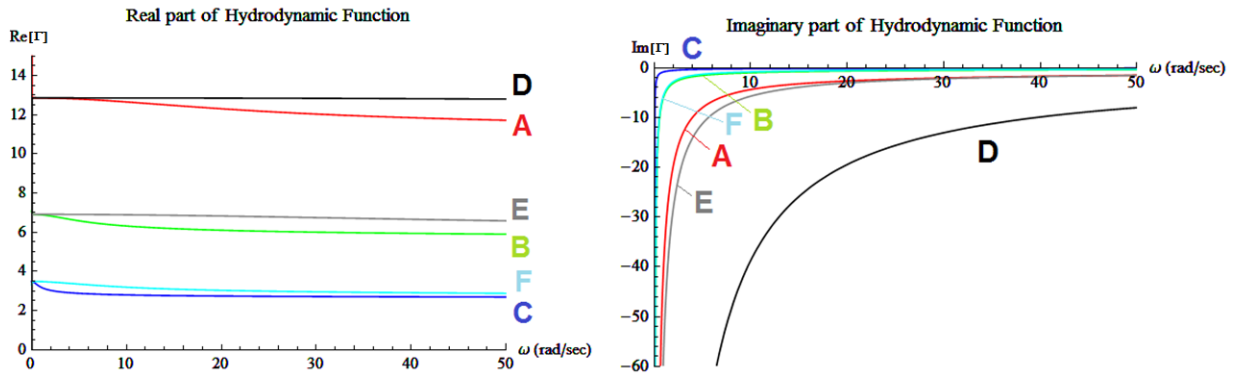 Real part of Hydrodynamic Function
Re[Γ]
14
12
10
8
6
4
2
0
0 10 20 30 40 50
ω (rad/sec)
D
A
E
B
F
C
Imaginary part of Hydrodynamic Function
Im[Γ]
C
ω (rad/sec)
0
10 20 30 40 50
−10
−20
−30
−40
−50
−60
F
B
A
D
E